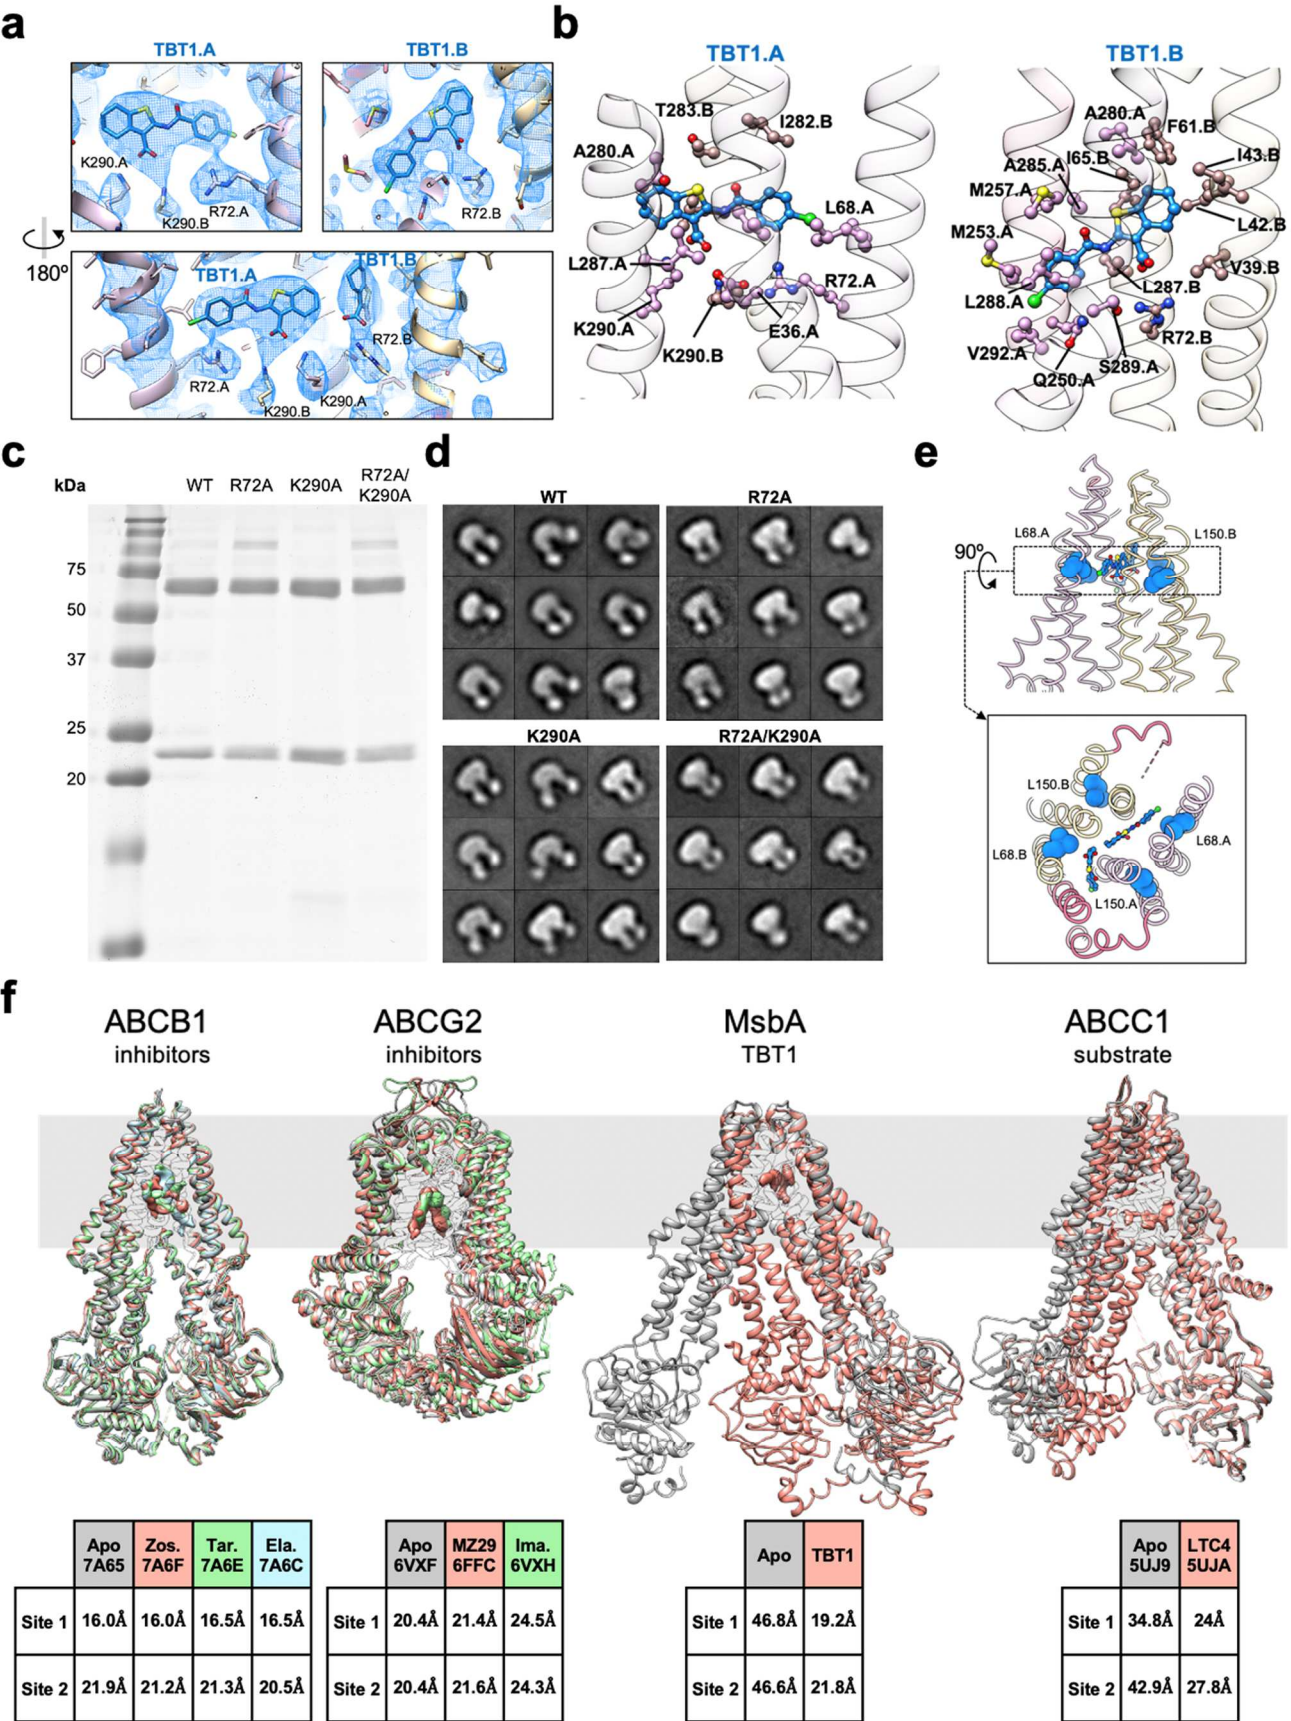 a
TBT1.A
TBT1.B
K290.A
K290.B
R72.A
R72.B
180º
TBT1.A
TBT1.B
R72.A
K290.B
K290.A
R72.B
b
TBT1.A
T283.B
I282.B
A280.A
L68.A
L287.A
R72.A
K290.A
E36.A
K290.B
TBT1.B
A280.A
F61.B
A285.A
I65.B
I43.B
M257.A
L42.B
M253.A
V39.B
L288.A
L287.B
V292.A
R72.B
S289.A
Q250.A
c
kDa
WT
R72A
K290A
R72A/
K290A
75
50
37
25
20
d
WT
R72A
K290A
R72A/K290A
e
L68.A
L150.B
90º
L150.B
L68.B
L68.A
L150.A
f
ABCB1
inhibitors
ABCG2
inhibitors
MsbA
TBT1
ABCC1
substrate
Apo
7A65
Zos.
7A6F
Tar.
7A6E
Ela.
7A6C
Site 1
16.0Å
16.0Å
16.5Å
16.5Å
Site 2
21.9Å
21.2Å
21.3Å
20.5Å
Apo
6VXF
MZ29
6FFC
Ima.
6VXH
Site 1
20.4Å
21.4Å
24.5Å
Site 2
20.4Å
21.6Å
24.3Å
Apo
TBT1
Site 1
46.8Å
19.2Å
Site 2
46.6Å
21.8Å
Apo
5UJ9
LTC4
5UJA
Site 1
34.8Å
24Å
Site 2
42.9Å
27.8Å